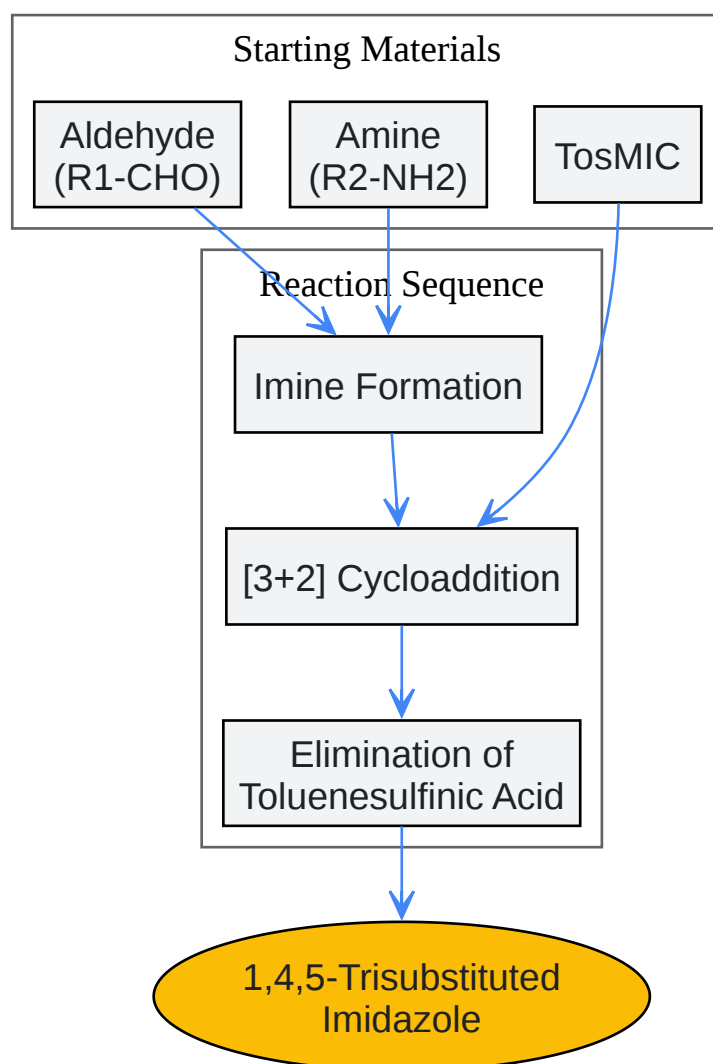 Starting Materials
Aldehyde
(R1-CHO)
Amine
(R2-NH2)
TosMIC
Reaction Sequence
Imine Formation
[3+2] Cycloaddition
Elimination of
Toluenesulfinic Acid
1,4,5-Trisubstituted
Imidazole